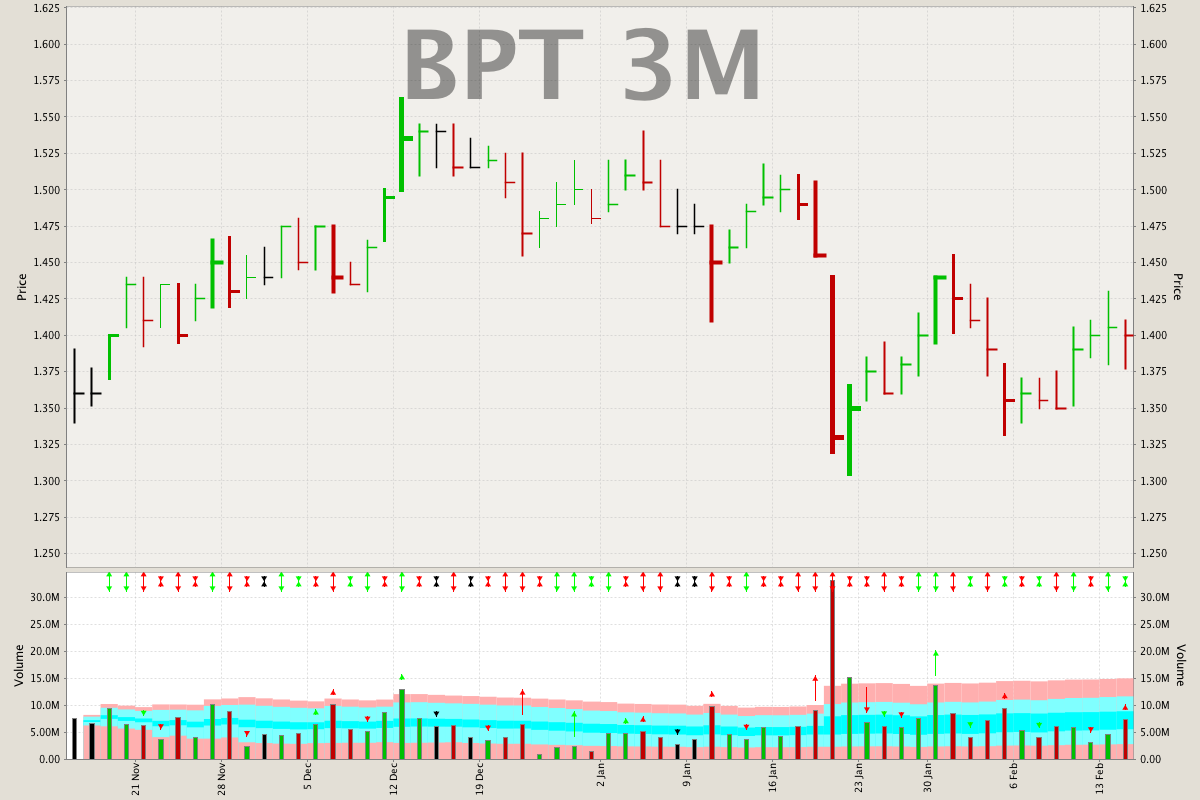 BPT 3M
1.625 1.625
1.600 1.600
1.575 1.575
1.550 1.550
1.525 1.525
1.500 1.500
1.475 1.475
1.450 1.450
1.425 1.425
1.400 1.400
1.375 1.375
1.350 1.350
1.325 1.325
1.300 1.300
1.275 1.275
1.250 1.250
Price Price
30.0M 30.0M
25.0M 25.0M
20.0M 20.0M
15.0M 15.0M
10.0M 10.0M
5.00M 5.00M
0.00 0.00
Volume Volume
21 Nov 28 Nov 5 Dec 12 Dec 19 Dec 2 Jan 9 Jan 16 Jan 23 Jan 30 Jan 6 Feb 13 Feb